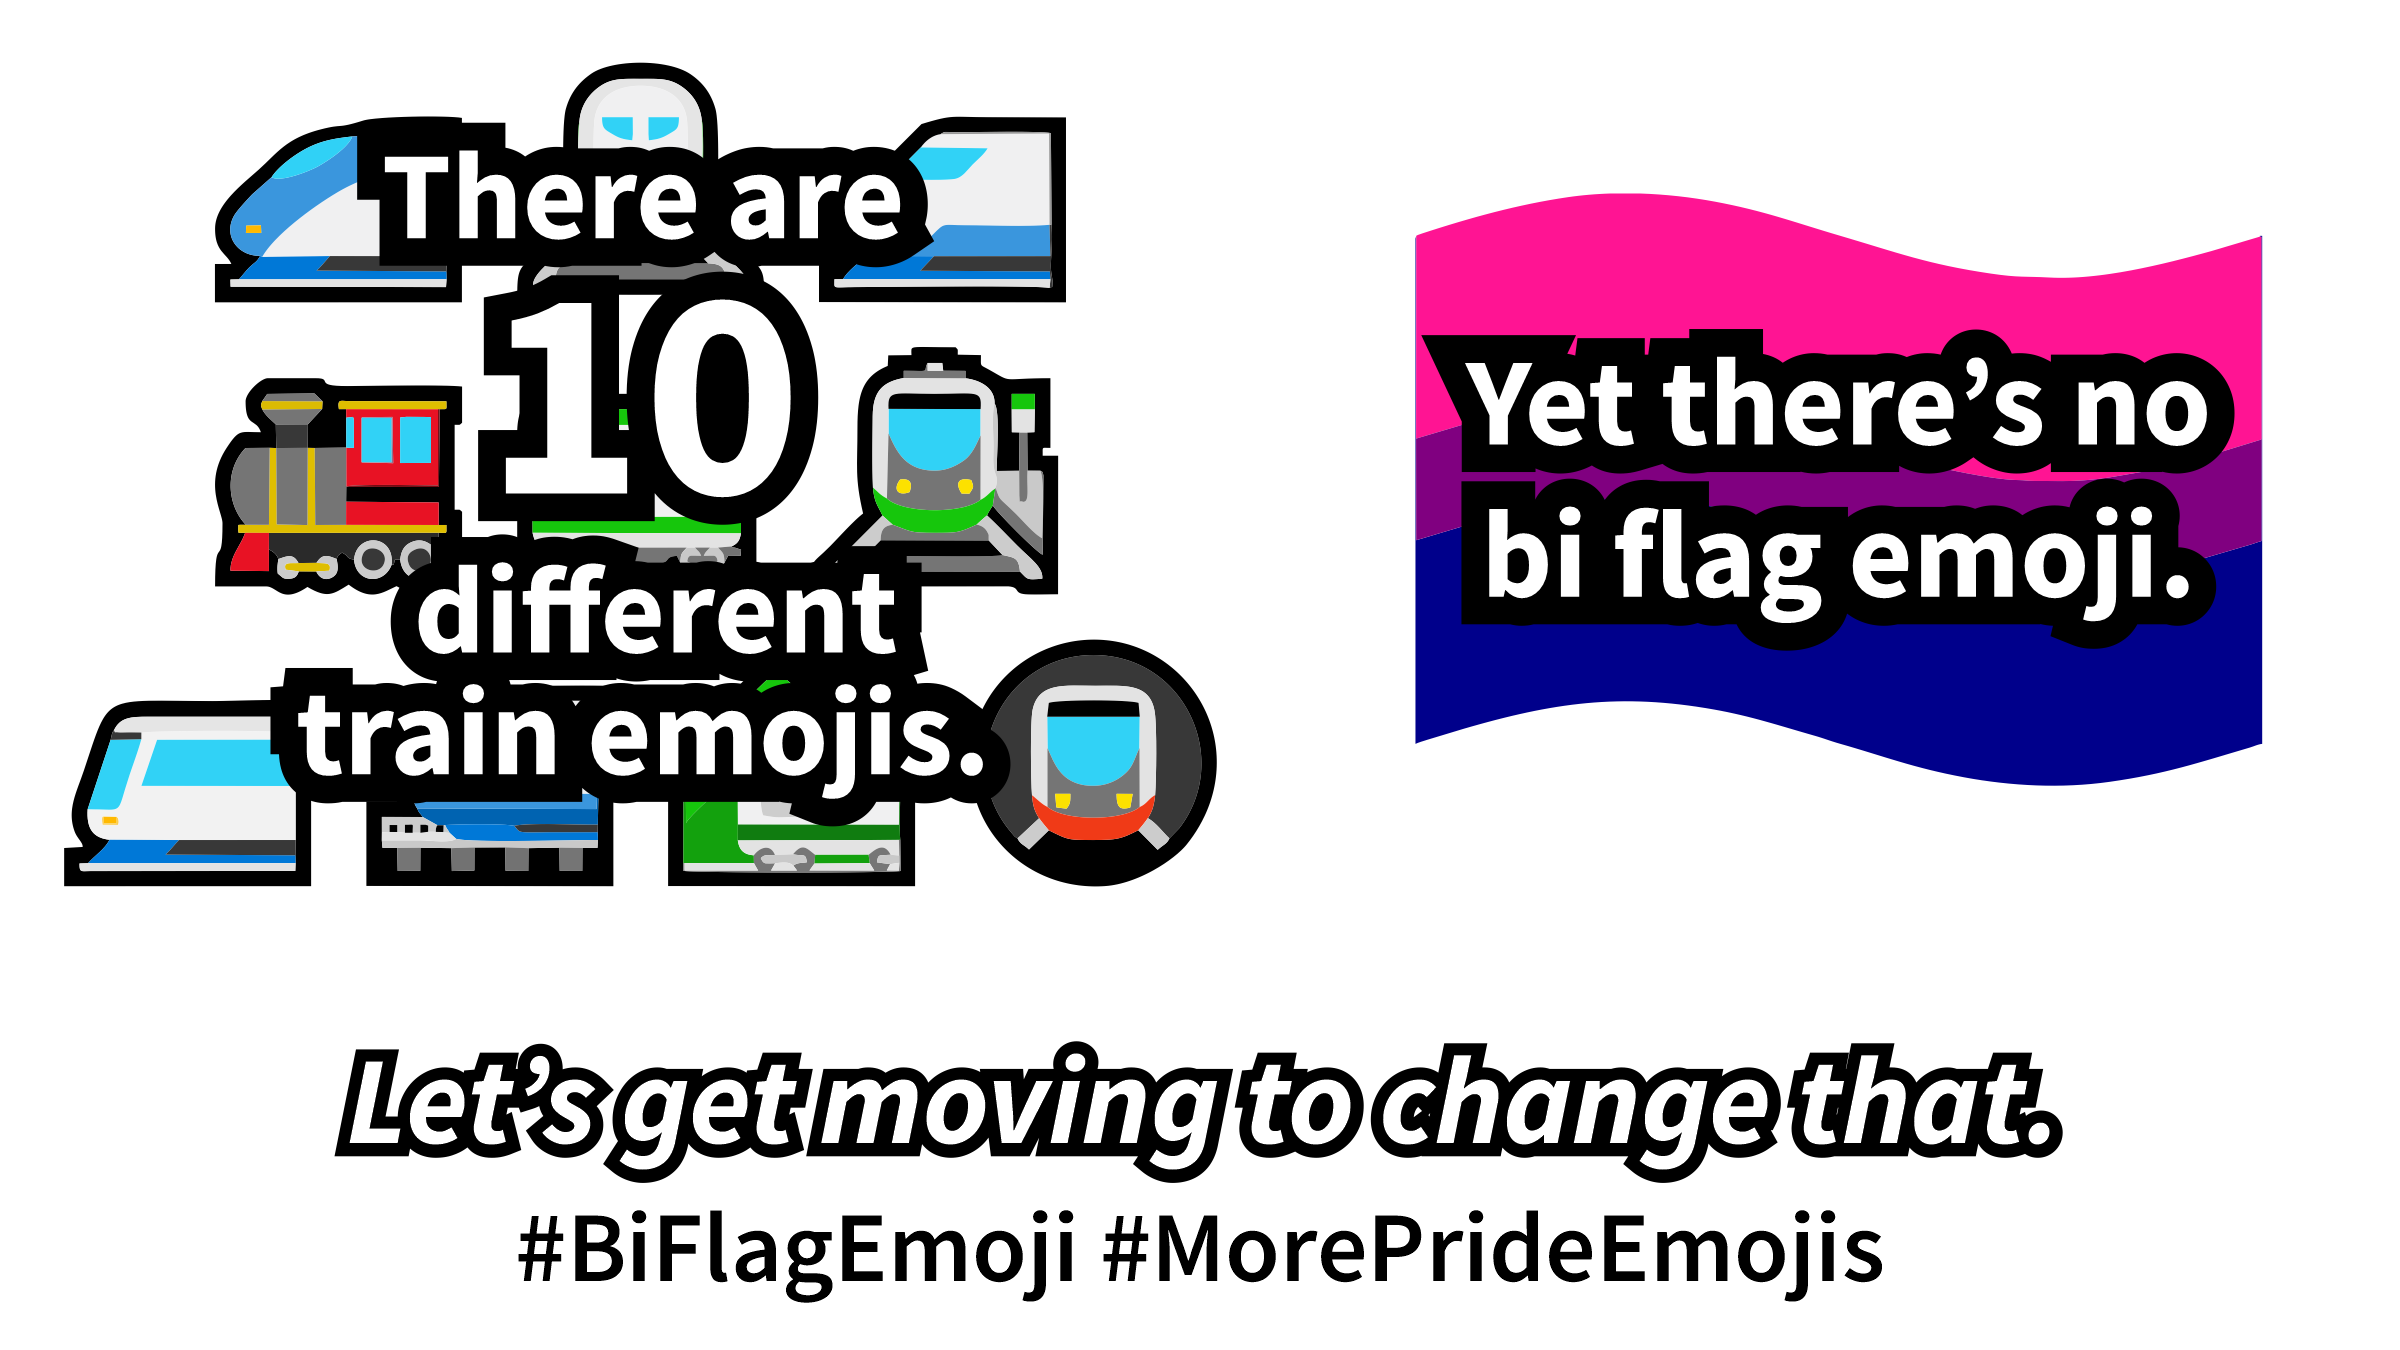 There are
10
different
train emojis.
Yet there’s no
bi flag emoji.
Let’s get moving to change that.
#BiFlagEmoji #MorePrideEmojis